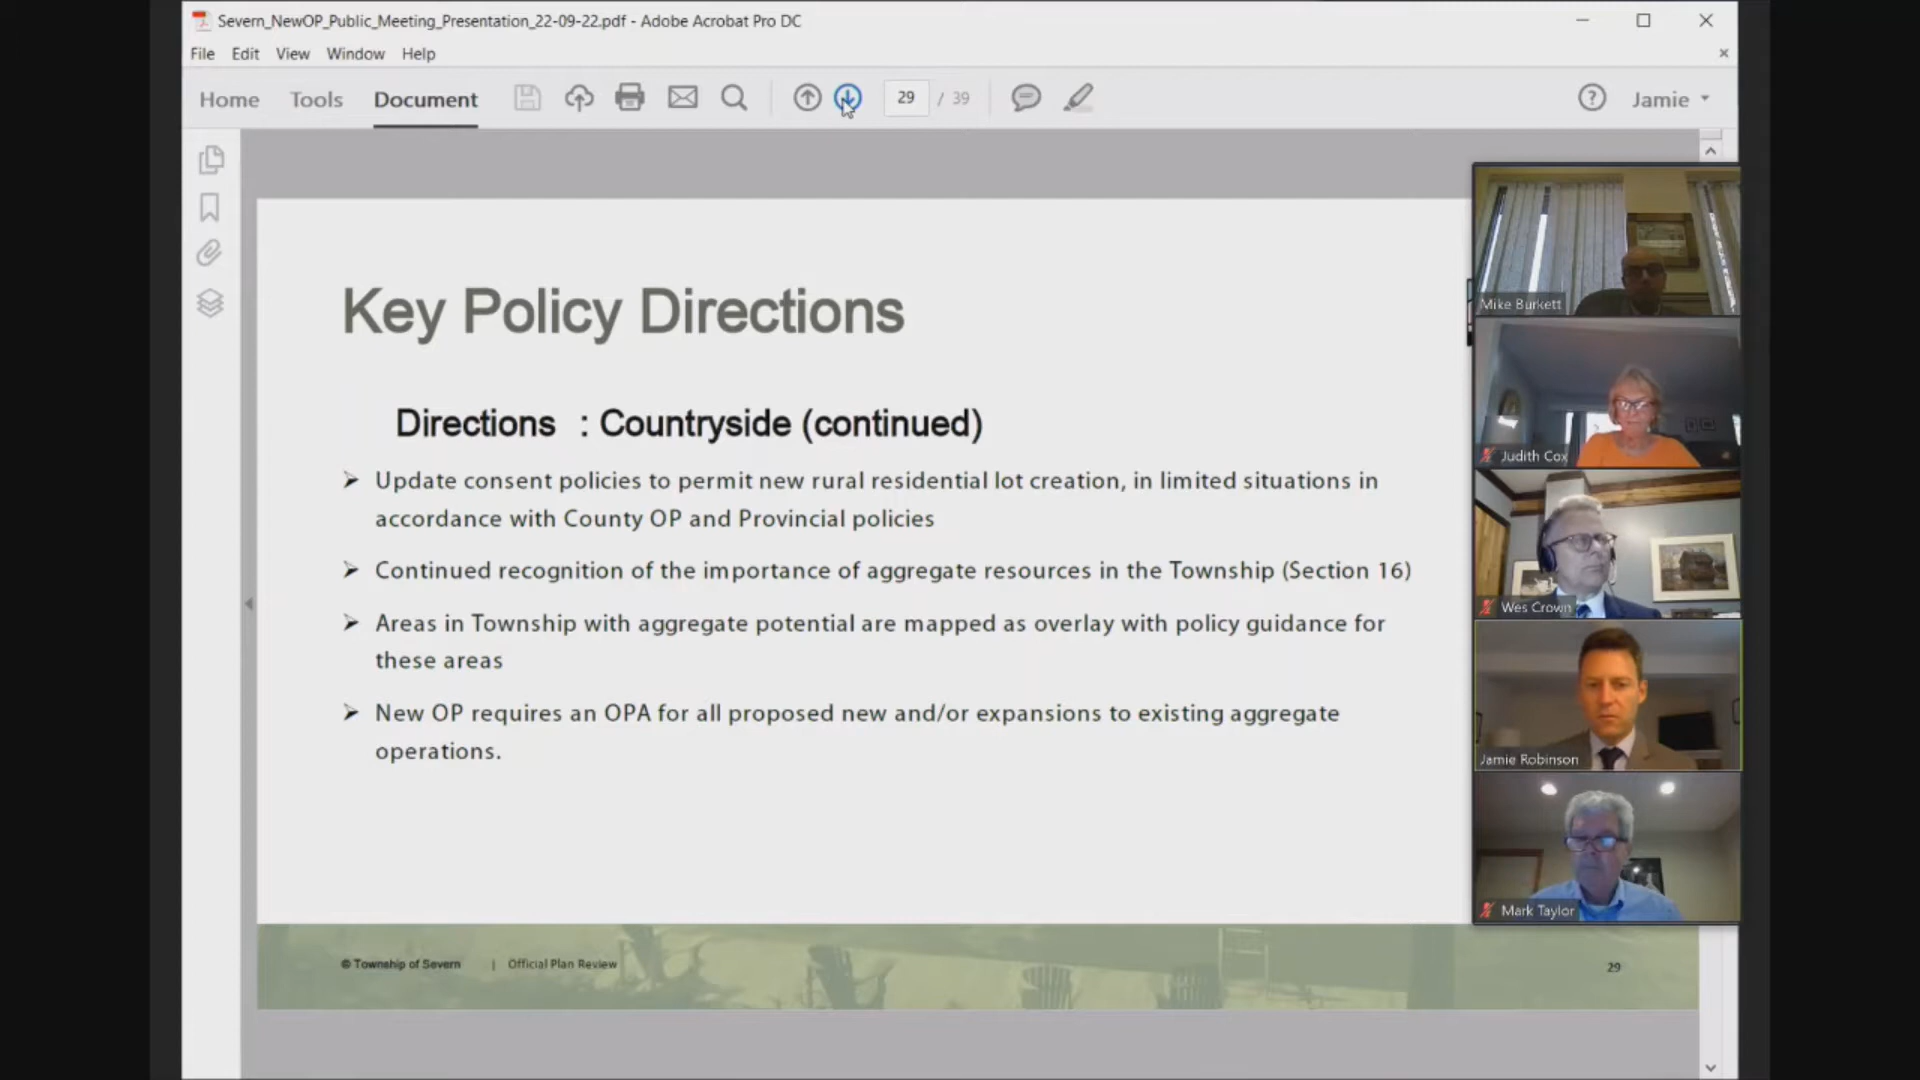 Severn_NewOP_Public_Meeting_Presentation_22-09-22.pdf - Adobe Acrobat Pro DC
File Edit View Window Help
Home Tools Document 29 / 39 Jamie
Key Policy Directions
Directions : Countryside (continued)
Update consent policies to permit new rural residential lot creation, in limited situations in
accordance with County OP and Provincial policies
Continued recognition of the importance of aggregate resources in the Township (Section 16)
Areas in Township with aggregate potential are mapped as overlay with policy guidance for
these areas
New OP requires an OPA for all proposed new and/or expansions to existing aggregate
operations.
© Township of Severn | Official Plan Review
29
Mike Burkett
Judith Cox
Wes Crown
Jamie Robinson
Mark Taylor